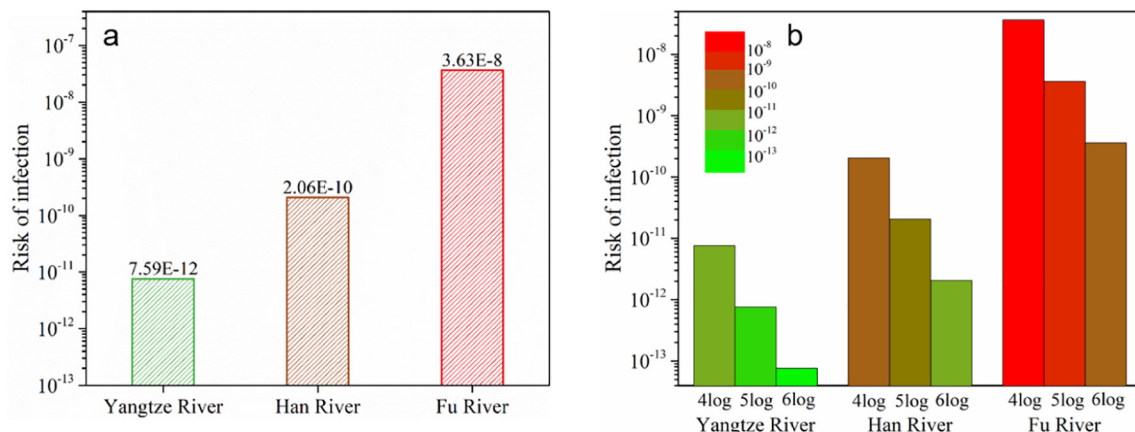 a
Risk of infection
10⁻⁷
10⁻⁸
10⁻⁹
10⁻¹⁰
10⁻¹¹
10⁻¹²
10⁻¹³
7.59E-12
2.06E-10
3.63E-8
Yangtze River
Han River
Fu River
b
Risk of infection
10⁻⁸
10⁻⁹
10⁻¹⁰
10⁻¹¹
10⁻¹²
10⁻¹³
10⁻⁸
10⁻⁹
10⁻¹⁰
10⁻¹¹
10⁻¹²
10⁻¹³
4log 5log 6log
4log 5log 6log
4log 5log 6log
Yangtze River
Han River
Fu River